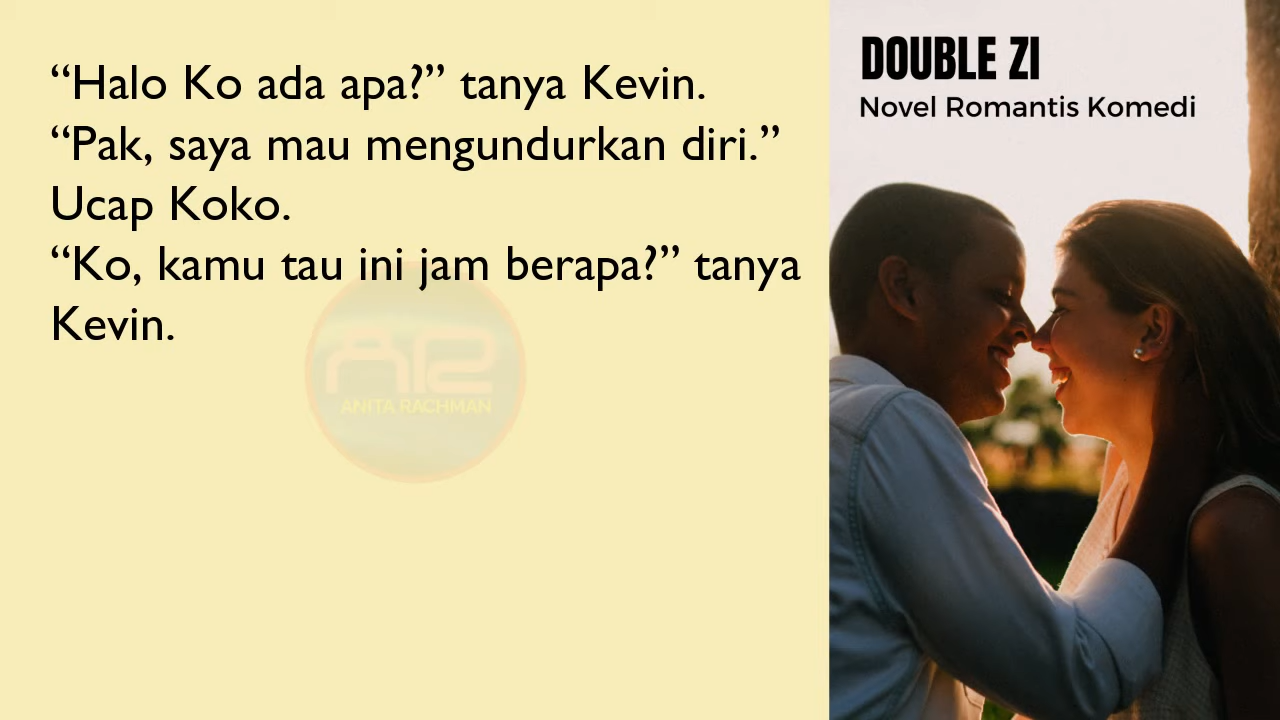 “Halo Ko ada apa?” tanya Kevin.
“Pak, saya mau mengundurkan diri.”
Ucap Koko.
“Ko, kamu tau ini jam berapa?” tanya
Kevin.
AR
ANITA RACHMAN
DOUBLE ZI
Novel Romantis Komedi